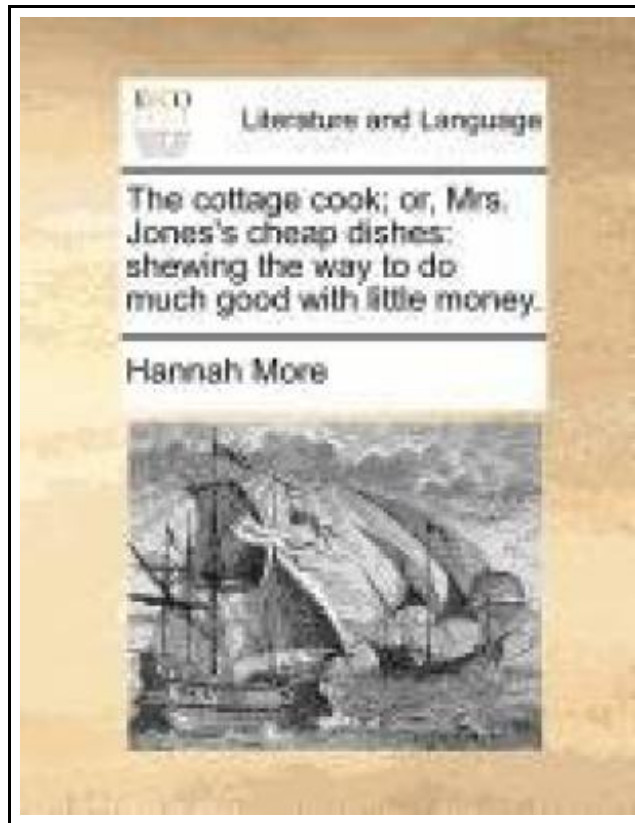 ECCO
Literature and Language
The cottage cook; or, Mrs.
Jones's cheap dishes:
shewing the way to do
much good with little money.
Hannah More